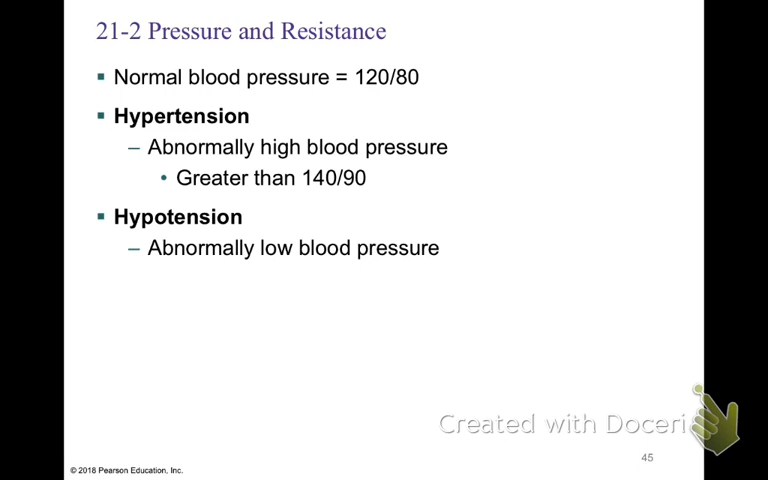 21-2 Pressure and Resistance
▪ Normal blood pressure = 120/80
▪ Hypertension
– Abnormally high blood pressure
• Greater than 140/90
▪ Hypotension
– Abnormally low blood pressure
Created with Doceri
45
© 2018 Pearson Education, Inc.